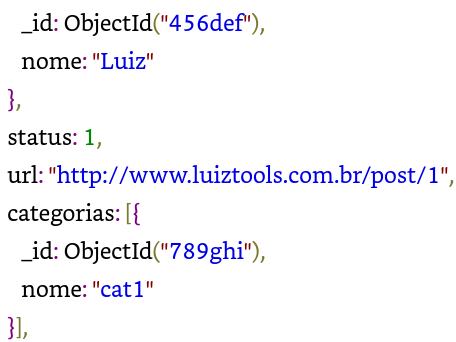 _id: ObjectId("456def"),
nome: "Luiz"
},
status: 1,
url: "http://www.luiztools.com.br/post/1",
categorias: [{
_id: ObjectId("789ghi"),
nome: "cat1"
}],